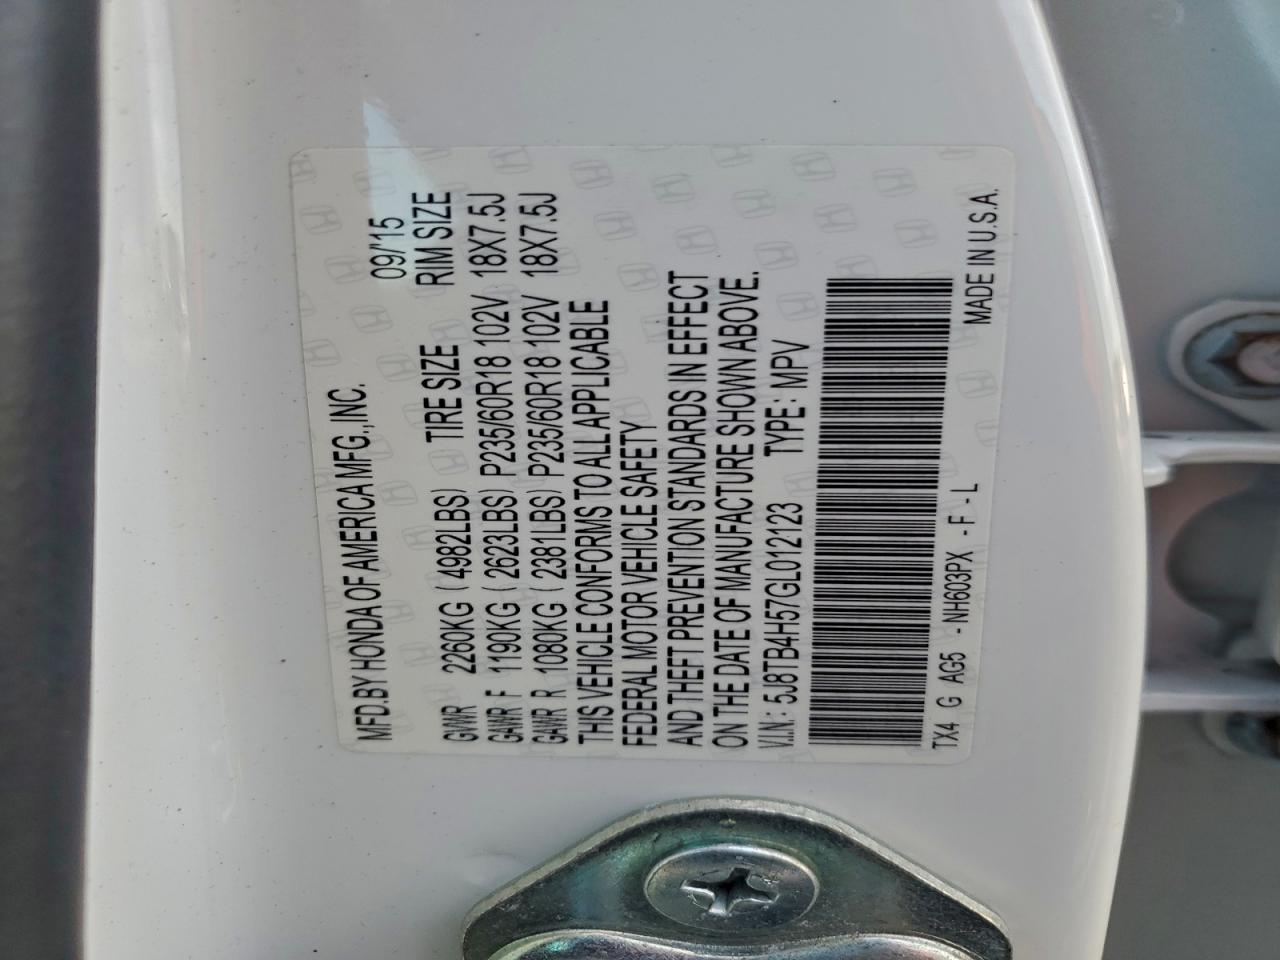 MFD.BY HONDA OF AMERICA MFG.,INC. 09/'15
GVWR 2260KG ( 4982LBS) TIRE SIZE RIM SIZE
GAWR F 1190KG ( 2623LBS) P235/60R18 102V 18X7.5J
GAWR R 1080KG ( 2381LBS) P235/60R18 102V 18X7.5J
THIS VEHICLE CONFORMS TO ALL APPLICABLE
FEDERAL MOTOR VEHICLE SAFETY
AND THEFT PREVENTION STANDARDS IN EFFECT
ON THE DATE OF MANUFACTURE SHOWN ABOVE.
V.I.N.: 5J8TB4H57GL012123 TYPE: MPV
TX4 G AG5 - NH603PX - F - L MADE IN U.S.A.